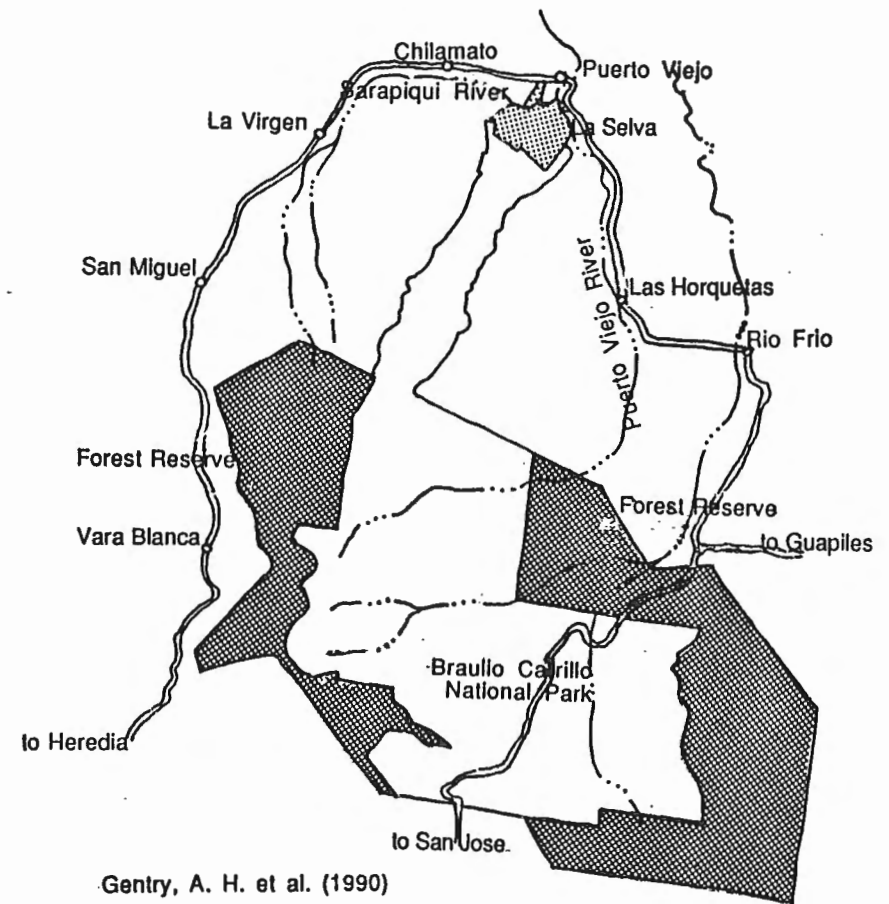 Chilamato
Puerto Viejo
Sarapiqui River
La Virgen
La Selva
San Miguel
Puerto Viejo River
Las Horquetas
Rio Frio
Forest Reserve
Forest Reserve
Vara Blanca
to Guapiles
Braulio Carrillo
National Park
to Heredia
to San Jose
Gentry, A. H. et al. (1990)